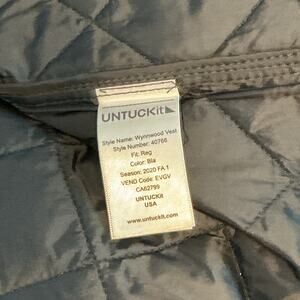 UNTUCKit
Style Name: Wynnwood Vest
Style Number: 40766
Fit: Reg
Color: Bla
Season: 2020 FA 1
VEND Code: EVGV
CA62799
UNTUCKit
USA
www.untuckit.com